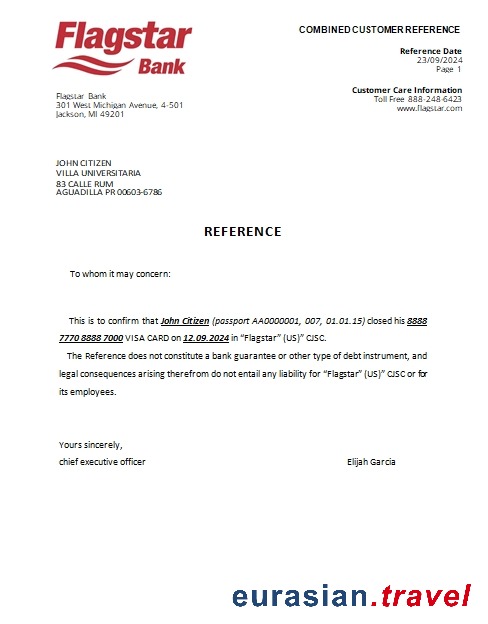 Flagstar
Bank
COMBINED CUSTOMER REFERENCE
Reference Date
23/09/2024
Page 1
Customer Care Information
Toll Free 888-248-6423
www.flagstar.com
Flagstar Bank
301 West Michigan Avenue, 4-501
Jackson, MI 49201
JOHN CITIZEN
VILLA UNIVERSITARIA
83 CALLE RUM
AGUADILLA PR 00603-6786
REFERENCE
To whom it may concern:
This is to confirm that John Citizen (passport AA0000001, 007, 01.01.15) closed his 8888
7770 8888 7000 VISA CARD on 12.09.2024 in “Flagstar” (US)” CJSC.
The Reference does not constitute a bank guarantee or other type of debt instrument, and
legal consequences arising therefrom do not entail any liability for “Flagstar” (US)” CJSC or for
its employees.
Yours sincerely,
chief executive officer Elijah Garcia
eurasian.travel